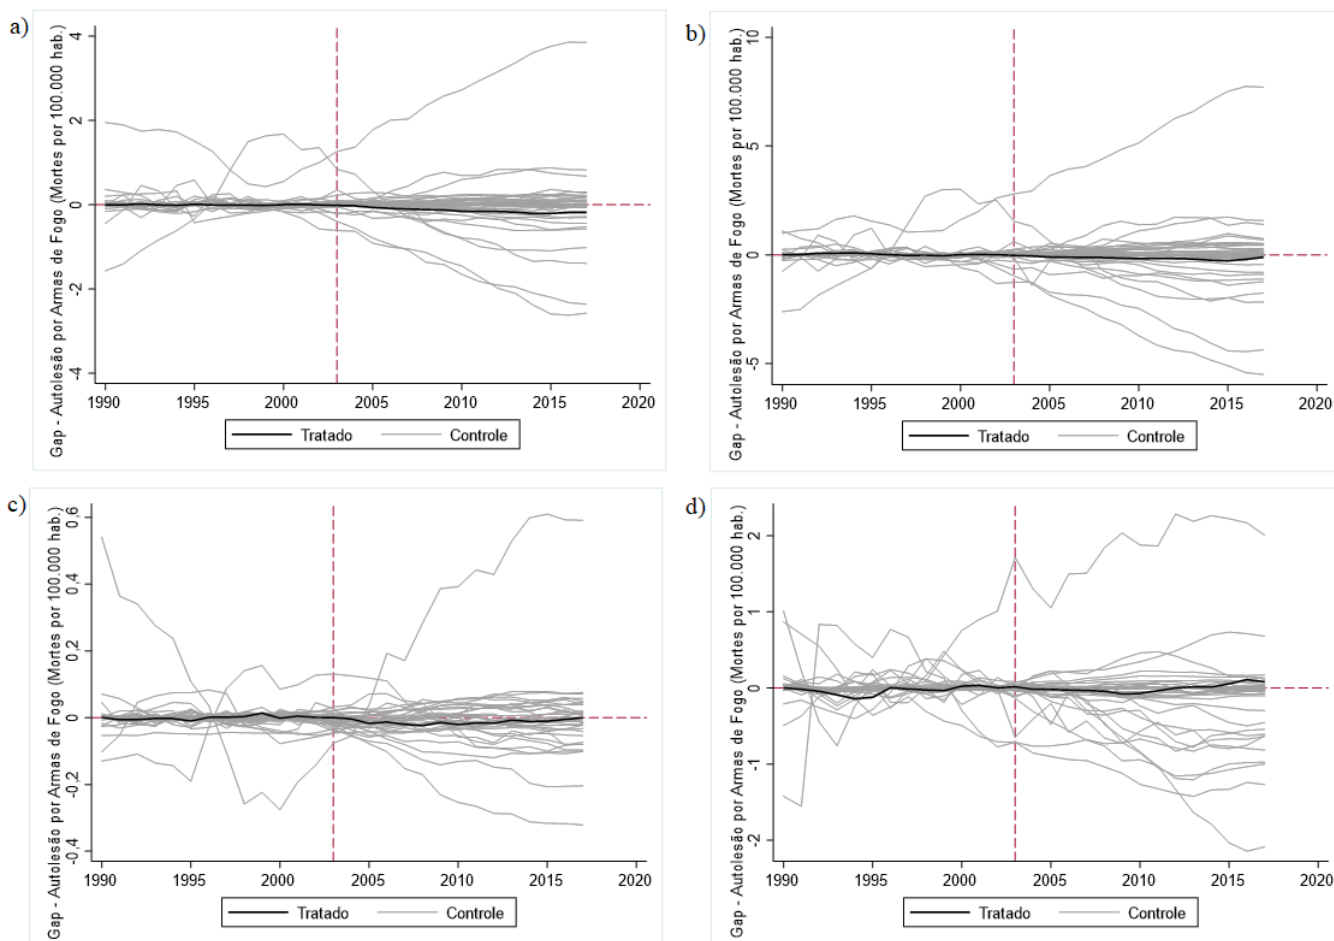 a)
Gap - Autolesão por Armas de Fogo (Mortes por 100.000 hab.)
4
2
0
-2
-4
1990 1995 2000 2005 2010 2015 2020
Tratado Controle
b)
Gap - Autolesão por Armas de Fogo (Mortes por 100.000 hab.)
10
5
0
-5
1990 1995 2000 2005 2010 2015 2020
Tratado Controle
c)
Gap - Autolesão por Armas de Fogo (Mortes por 100.000 hab.)
0,6
0,4
0,2
0
-0,2
-0,4
1990 1995 2000 2005 2010 2015 2020
Tratado Controle
d)
Gap - Autolesão por Armas de Fogo (Mortes por 100.000 hab.)
2
1
0
-1
-2
1990 1995 2000 2005 2010 2015 2020
Tratado Controle